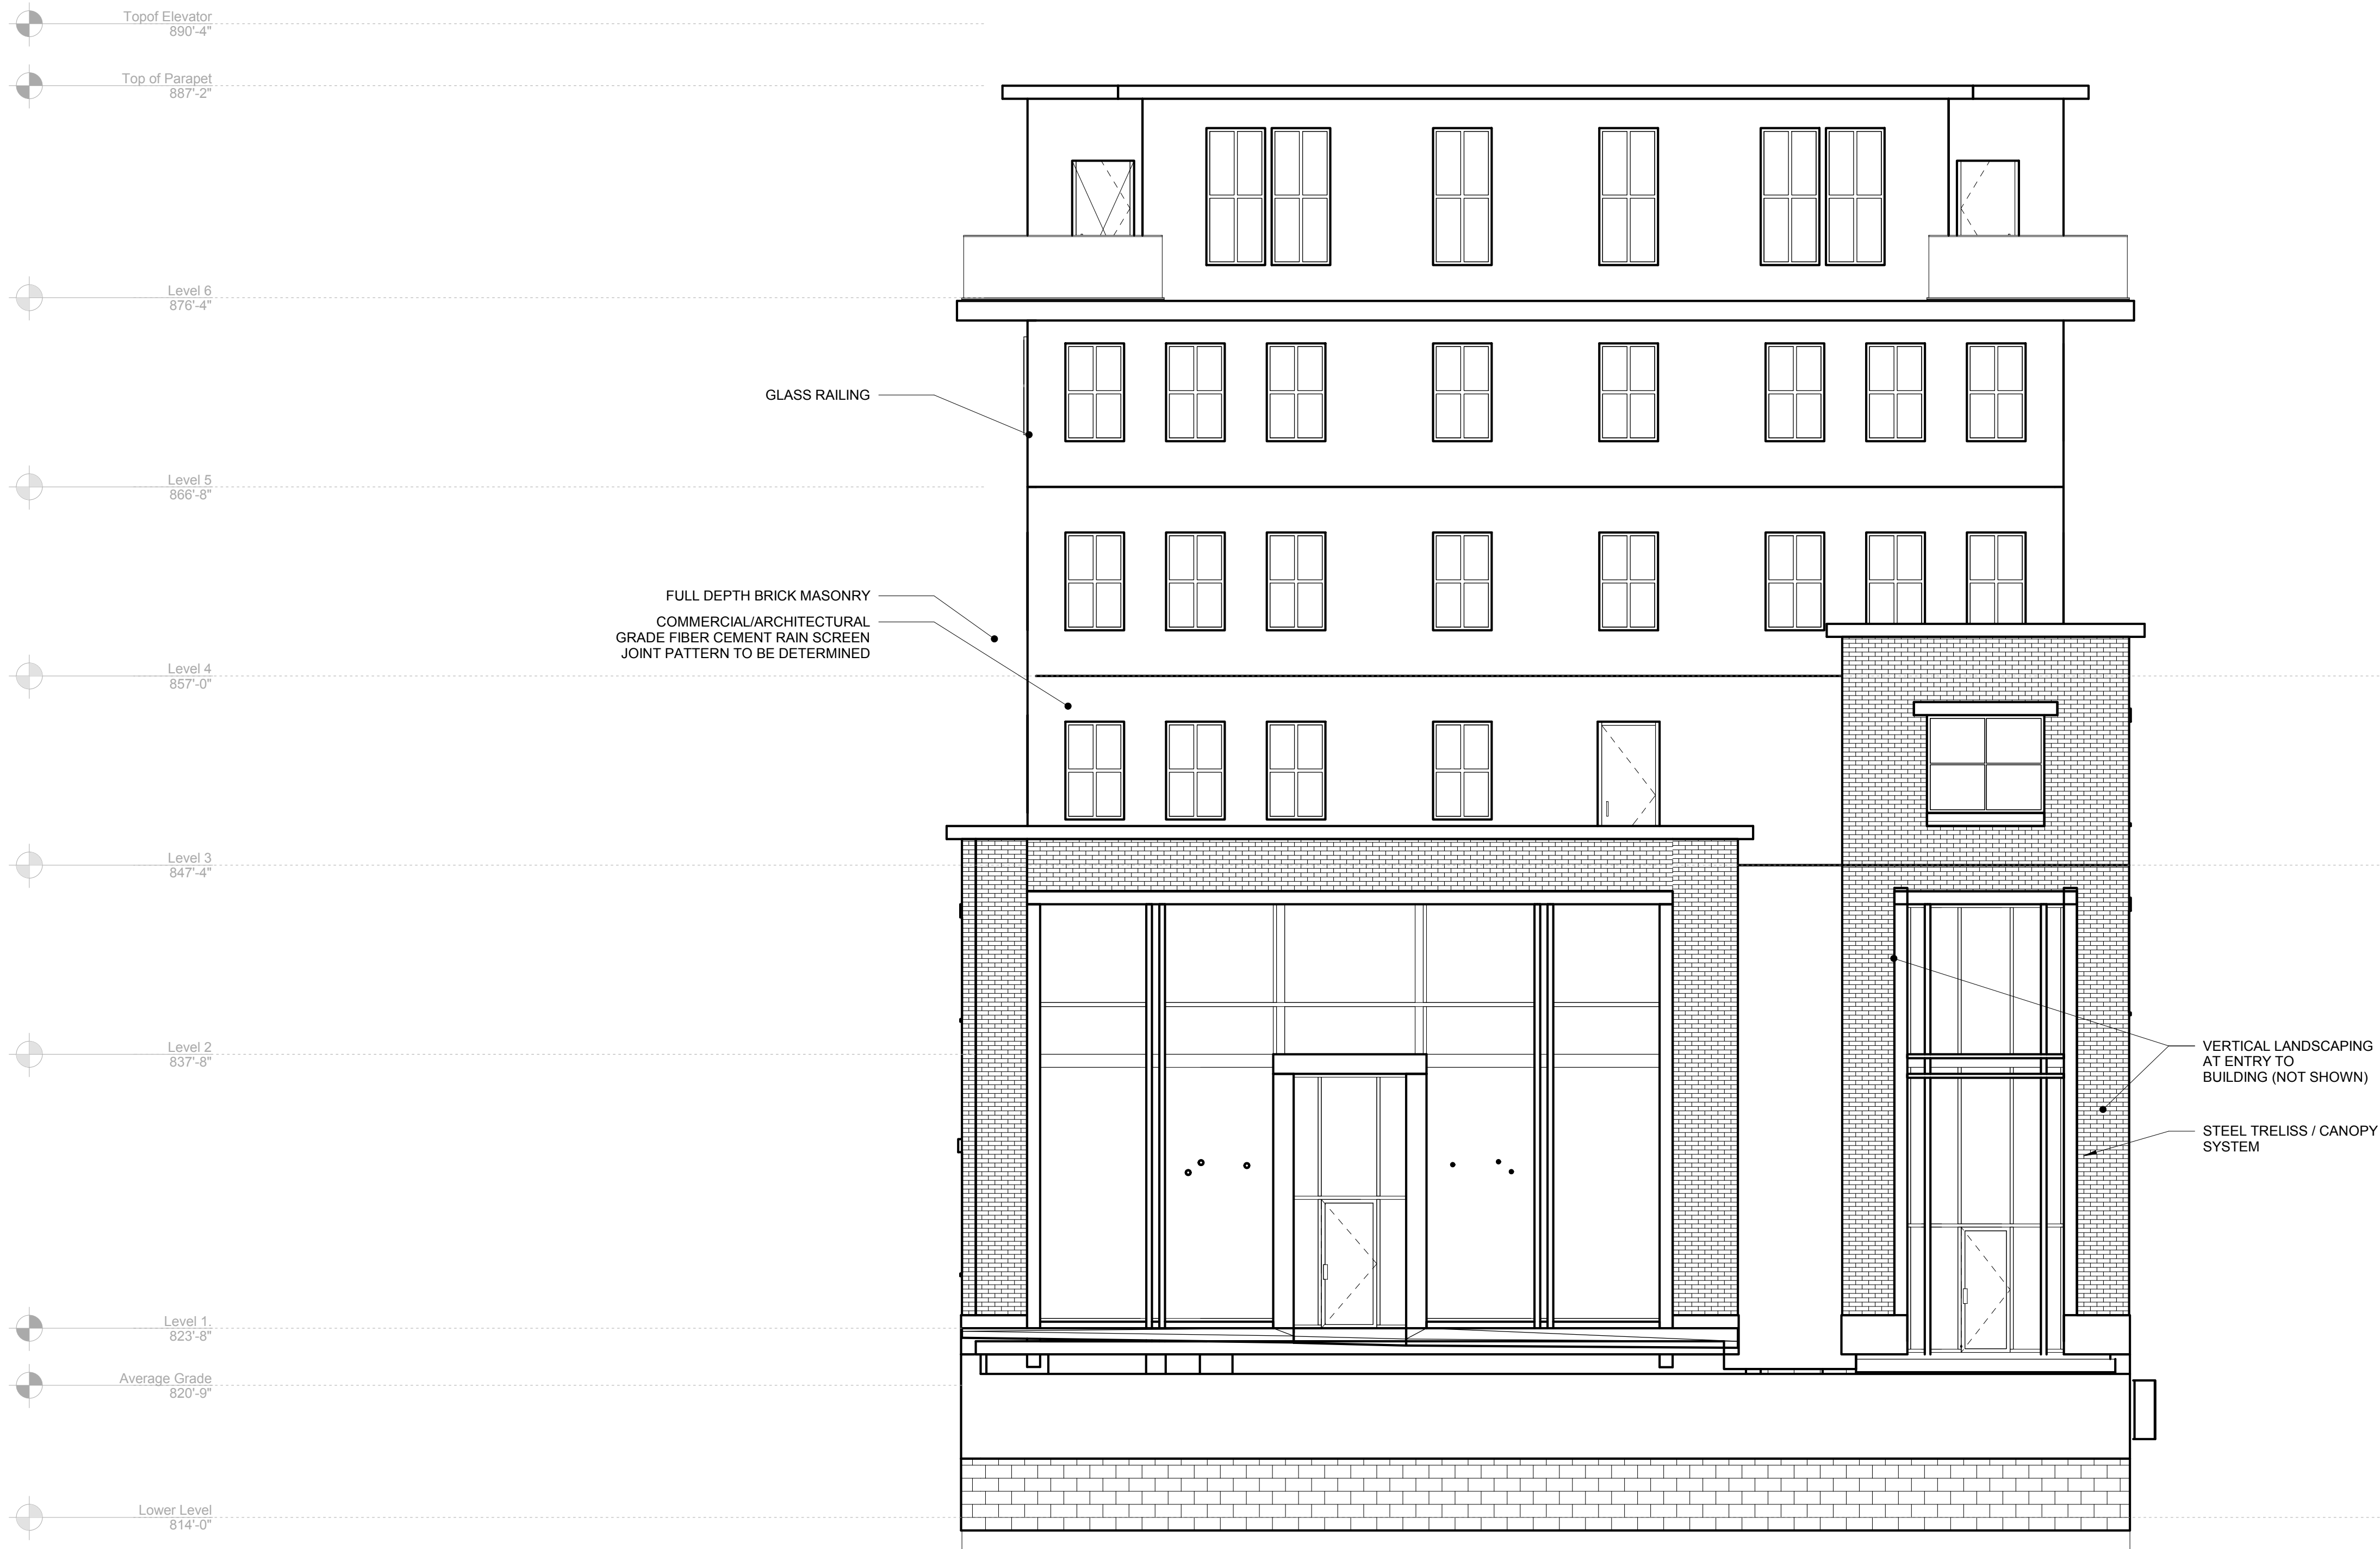 Topof Elevator
890'-4"
Top of Parapet
887'-2"
Level 6
876'-4"
GLASS RAILING
Level 5
866'-8"
FULL DEPTH BRICK MASONRY
COMMERCIAL/ARCHITECTURAL
GRADE FIBER CEMENT RAIN SCREEN
JOINT PATTERN TO BE DETERMINED
Level 4
857'-0"
Level 3
847'-4"
Level 2
837'-8"
VERTICAL LANDSCAPING
AT ENTRY TO
BUILDING (NOT SHOWN)
STEEL TRELISS / CANOPY
SYSTEM
Level 1.
823'-8"
Average Grade
820'-9"
Lower Level
814'-0"